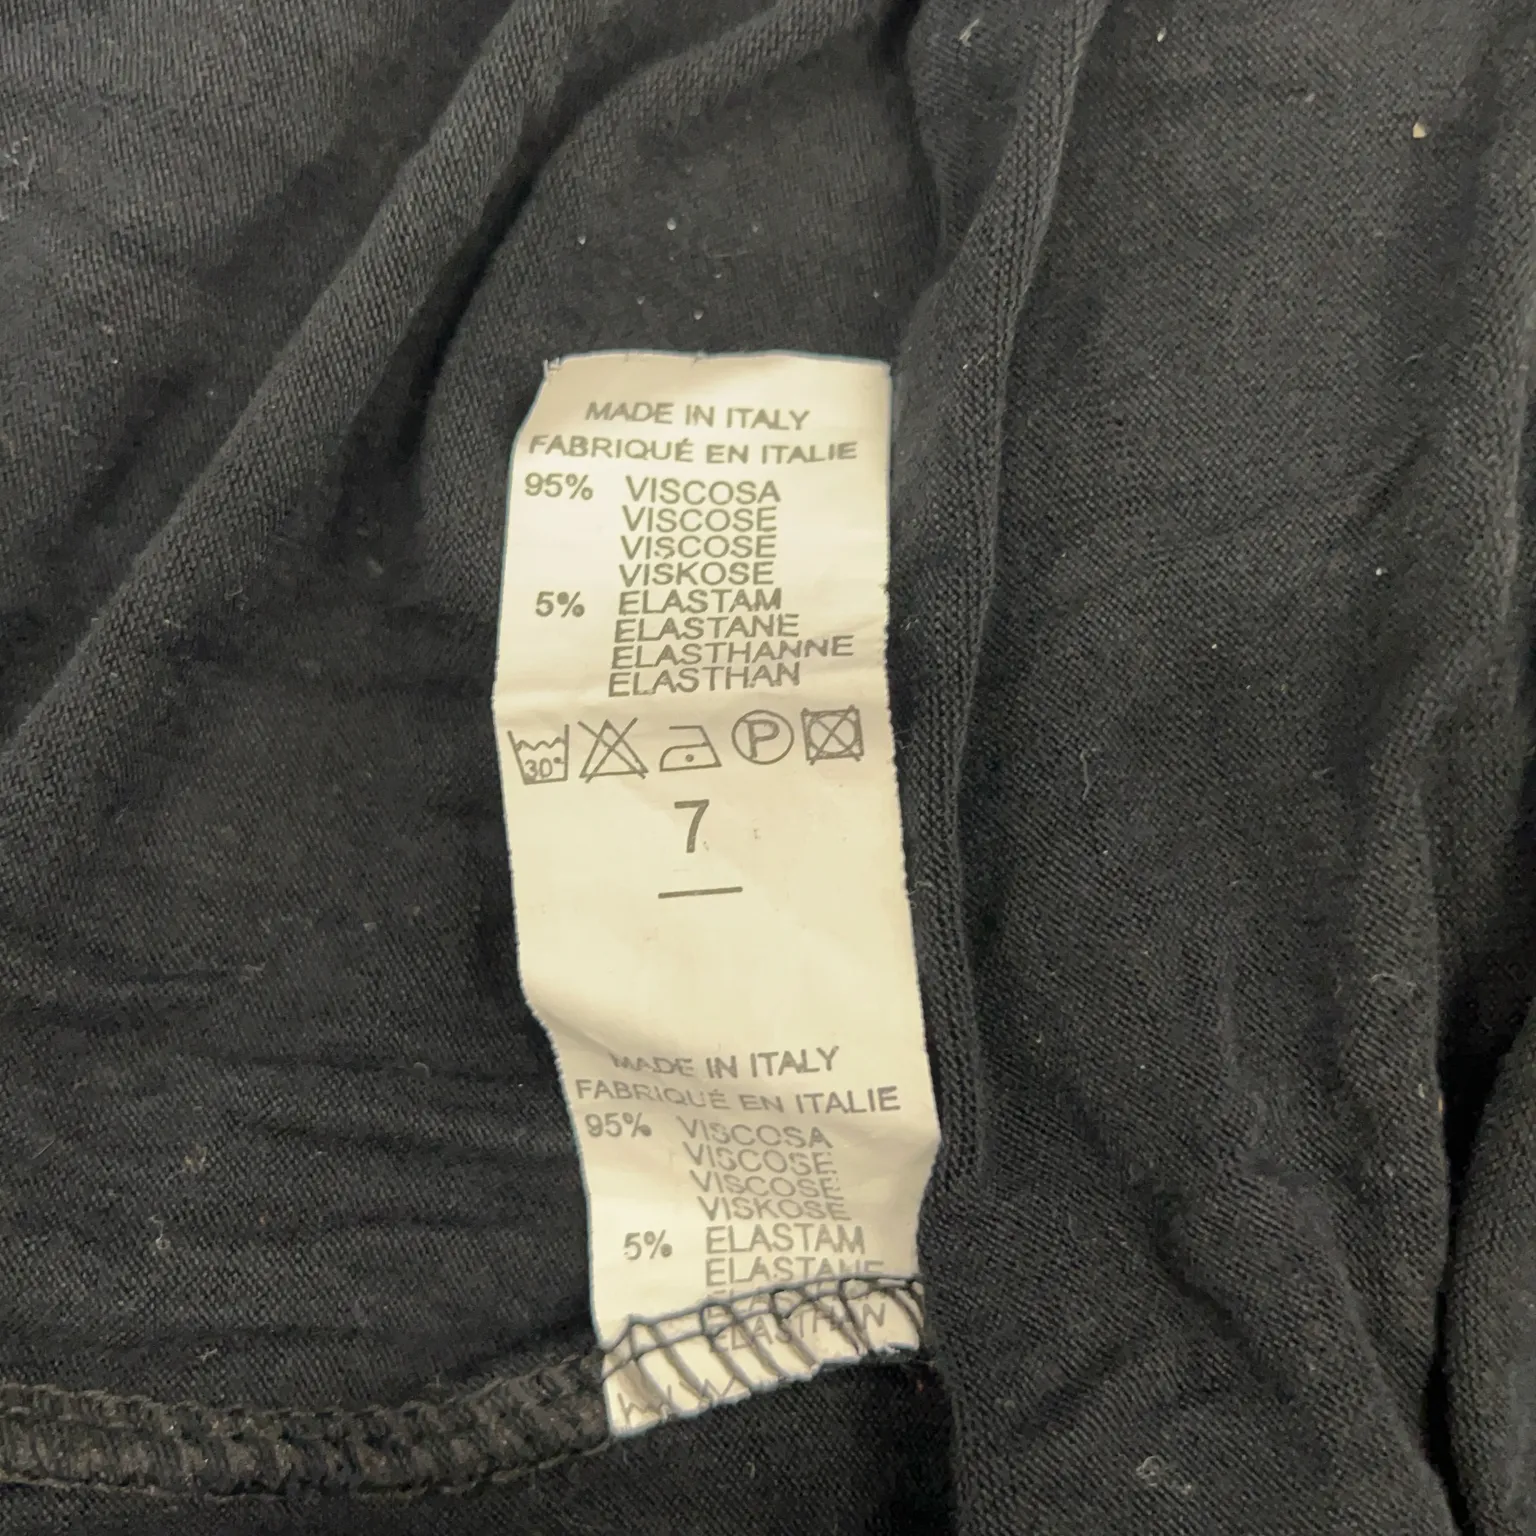 MADE IN ITALY
FABRIQUÉ EN ITALIE
95% VISCOSA
VISCOSE
VISCOSE
VISKOSE
5% ELASTAM
ELASTANE
ELASTHANNE
ELASTHAN
30° P
7
MADE IN ITALY
FABRIQUÉ EN ITALIE
95% VISCOSA
VISCOSE
VISCOSE
VISKOSE
5% ELASTAM
ELASTANE
ELASTHAN